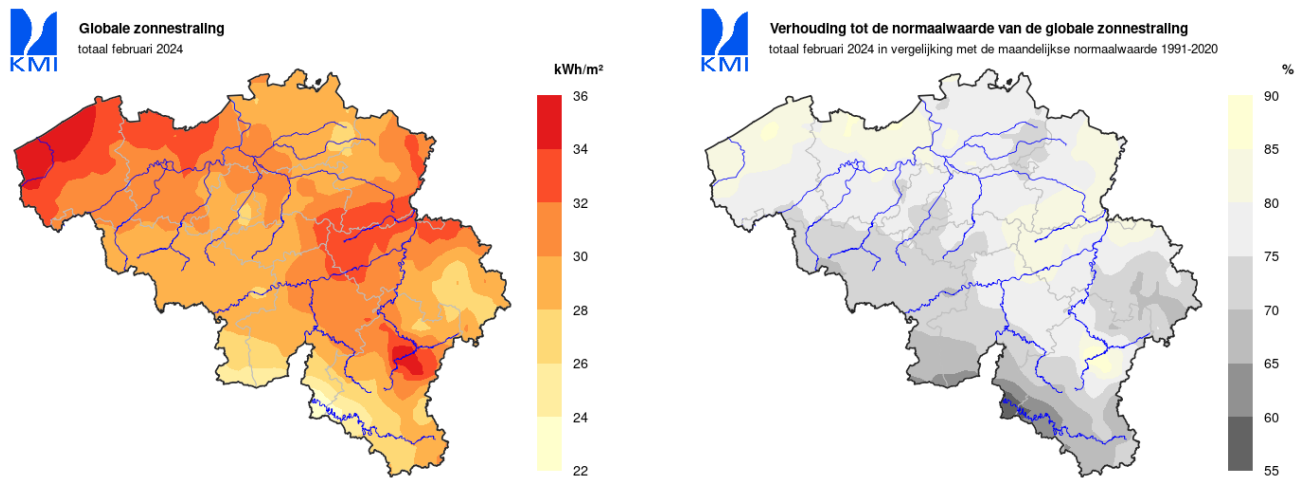 KMI
Globale zonnestraling
totaal februari 2024
kWh/m²
36
34
32
30
28
26
24
22
KMI
Verhouding tot de normaalwaarde van de globale zonnestraling
totaal februari 2024 in vergelijking met de maandelijkse normaalwaarde 1991-2020
%
90
85
80
75
70
65
60
55